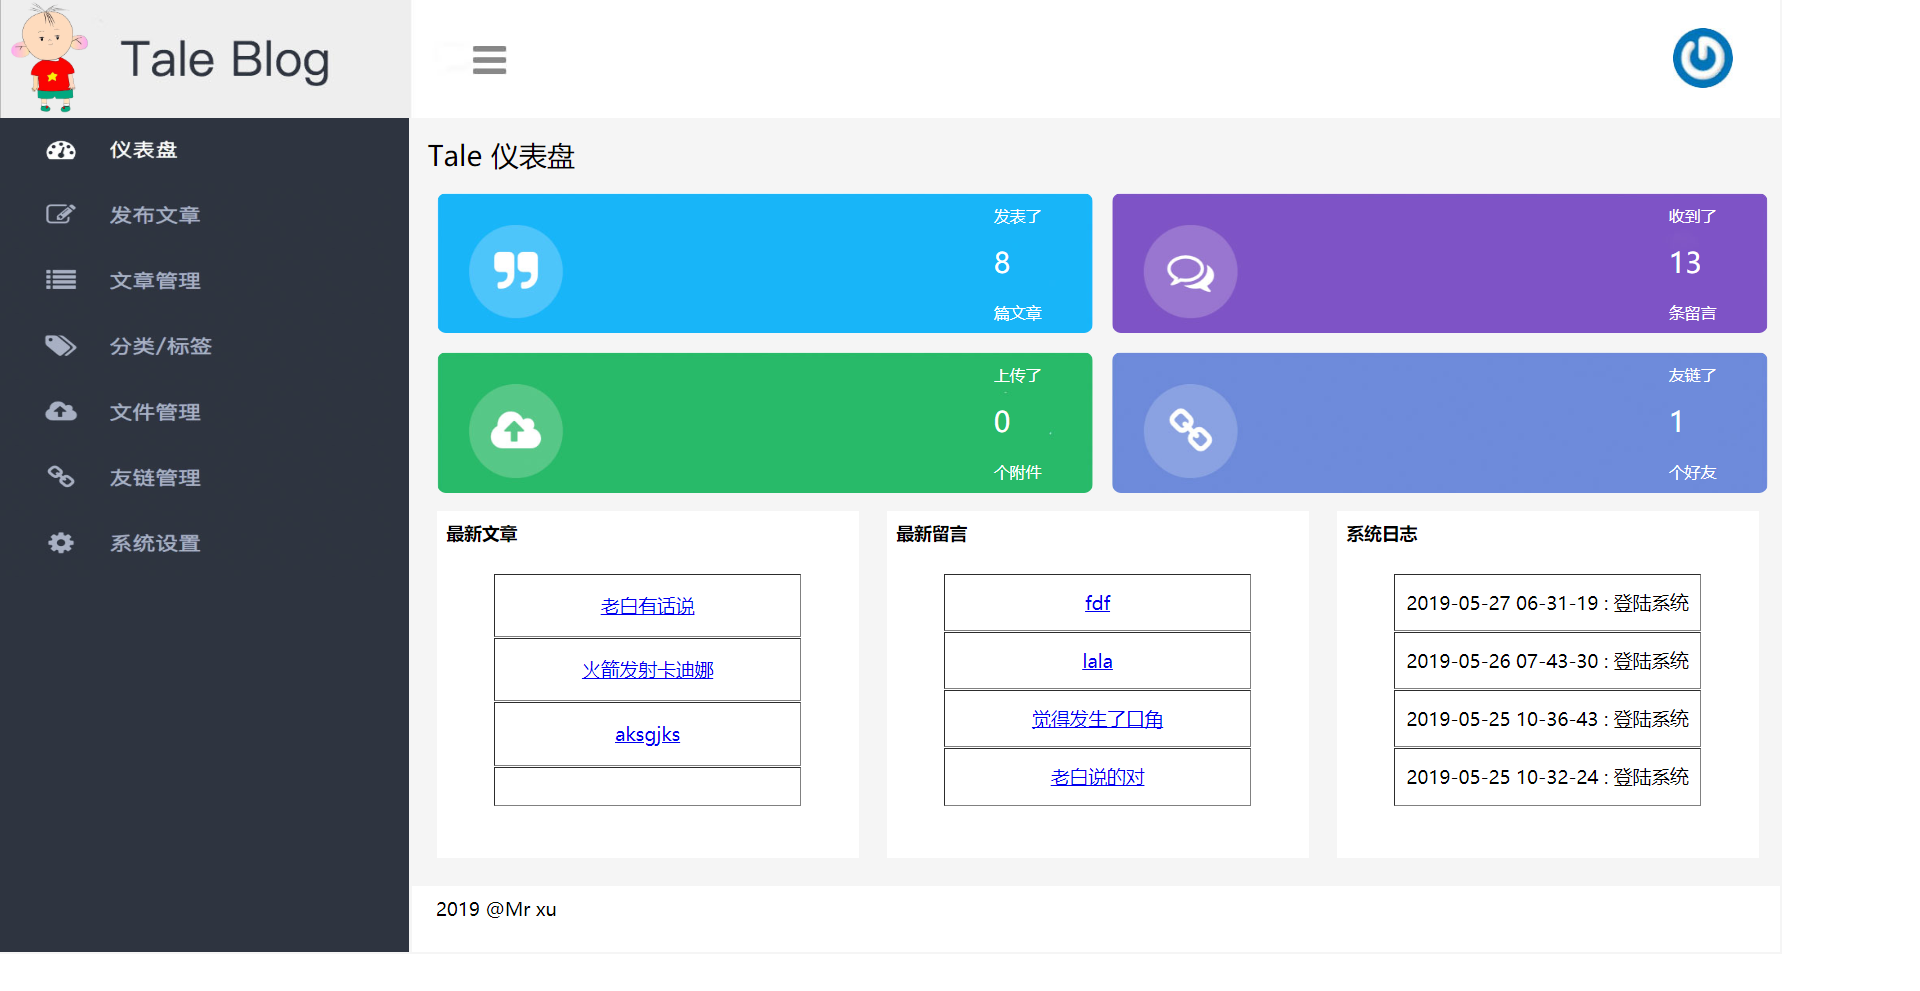 Tale Blog
仪表盘
发布文章
文章管理
分类/标签
文件管理
友链管理
系统设置
Tale 仪表盘
发表了
8
篇文章
收到了
13
条留言
上传了
0
个附件
友链了
1
个好友
最新文章
老白有话说
火箭发射卡迪娜
aksgjks
最新留言
fdf
lala
觉得发生了口角
老白说的对
系统日志
2019-05-27 06-31-19 : 登陆系统
2019-05-26 07-43-30 : 登陆系统
2019-05-25 10-36-43 : 登陆系统
2019-05-25 10-32-24 : 登陆系统
2019 @Mr xu